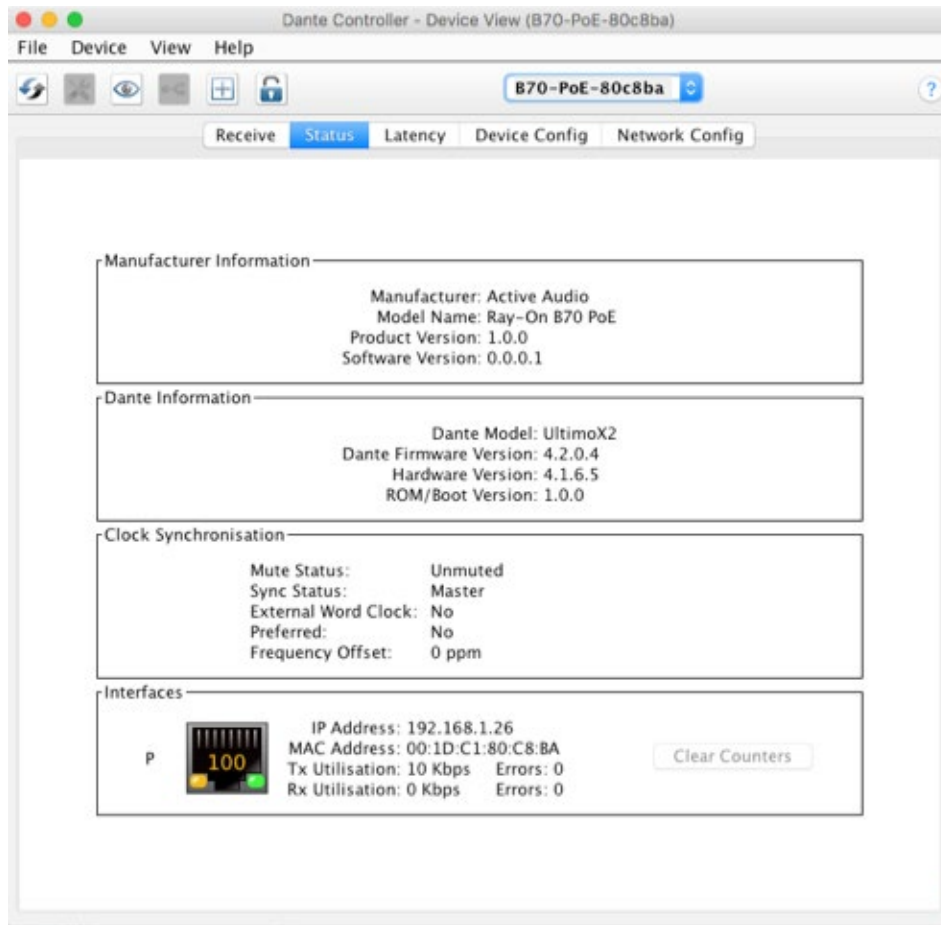 Dante Controller - Device View (B70-PoE-80c8ba)
File Device View Help
B70-PoE-80c8ba
?
Receive Status Latency Device Config Network Config
Manufacturer Information
Manufacturer: Active Audio
Model Name: Ray-On B70 PoE
Product Version: 1.0.0
Software Version: 0.0.0.1
Dante Information
Dante Model: UltimoX2
Dante Firmware Version: 4.2.0.4
Hardware Version: 4.1.6.5
ROM/Boot Version: 1.0.0
Clock Synchronisation
Mute Status: Unmuted
Sync Status: Master
External Word Clock: No
Preferred: No
Frequency Offset: 0 ppm
Interfaces
P
100
IP Address: 192.168.1.26
MAC Address: 00:1D:C1:80:C8:BA
Tx Utilisation: 10 Kbps Errors: 0
Rx Utilisation: 0 Kbps Errors: 0
Clear Counters